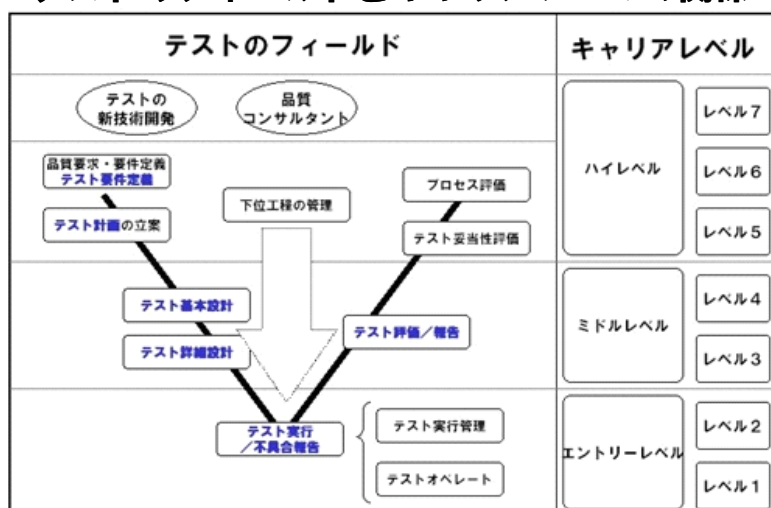 テストのフィールド
キャリアレベル
テストの
新技術開発
品質
コンサルタント
品質要求・要件定義
テスト要件定義
テスト計画の立案
下位工程の管理
プロセス評価
テスト妥当性評価
ハイレベル
レベル7
レベル6
レベル5
テスト基本設計
テスト詳細設計
テスト評価／報告
ミドルレベル
レベル4
レベル3
テスト実行
／不具合報告
テスト実行管理
テストオペレート
エントリーレベル
レベル2
レベル1